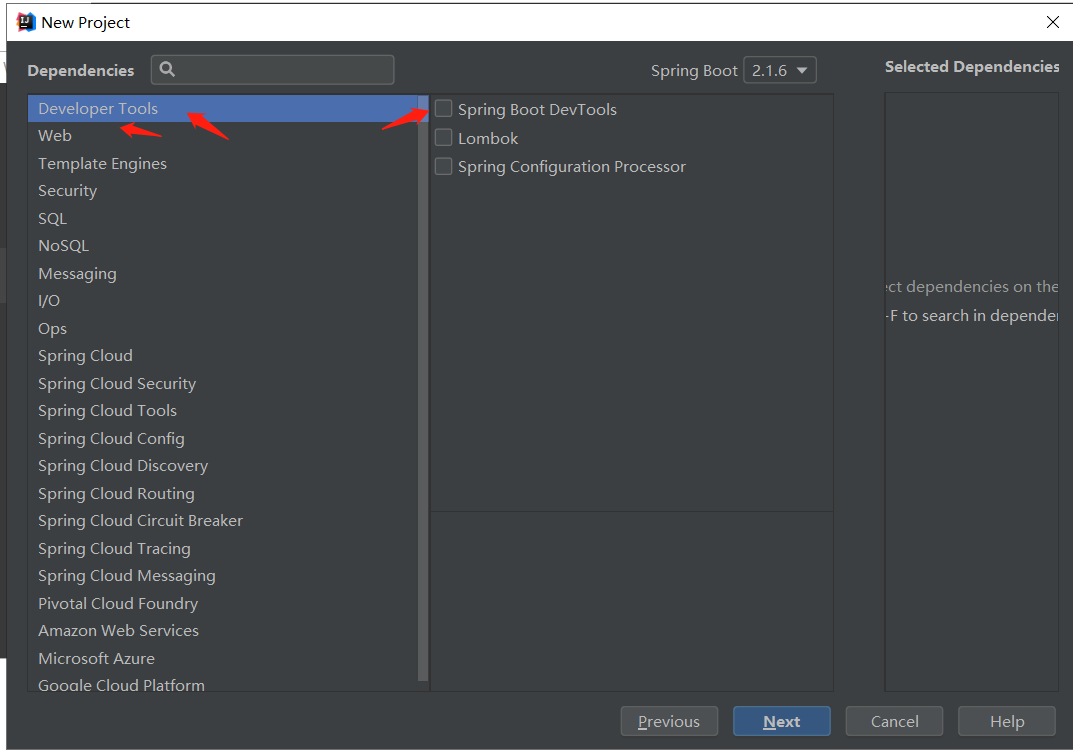 New Project
Dependencies
Spring Boot 2.1.6
Selected Dependencies
Developer Tools
Web
Template Engines
Security
SQL
NoSQL
Messaging
I/O
Ops
Spring Cloud
Spring Cloud Security
Spring Cloud Tools
Spring Cloud Config
Spring Cloud Discovery
Spring Cloud Routing
Spring Cloud Circuit Breaker
Spring Cloud Tracing
Spring Cloud Messaging
Pivotal Cloud Foundry
Amazon Web Services
Microsoft Azure
Google Cloud Platform
Spring Boot DevTools
Lombok
Spring Configuration Processor
ect dependencies on the
-F to search in depende
Previous
Next
Cancel
Help